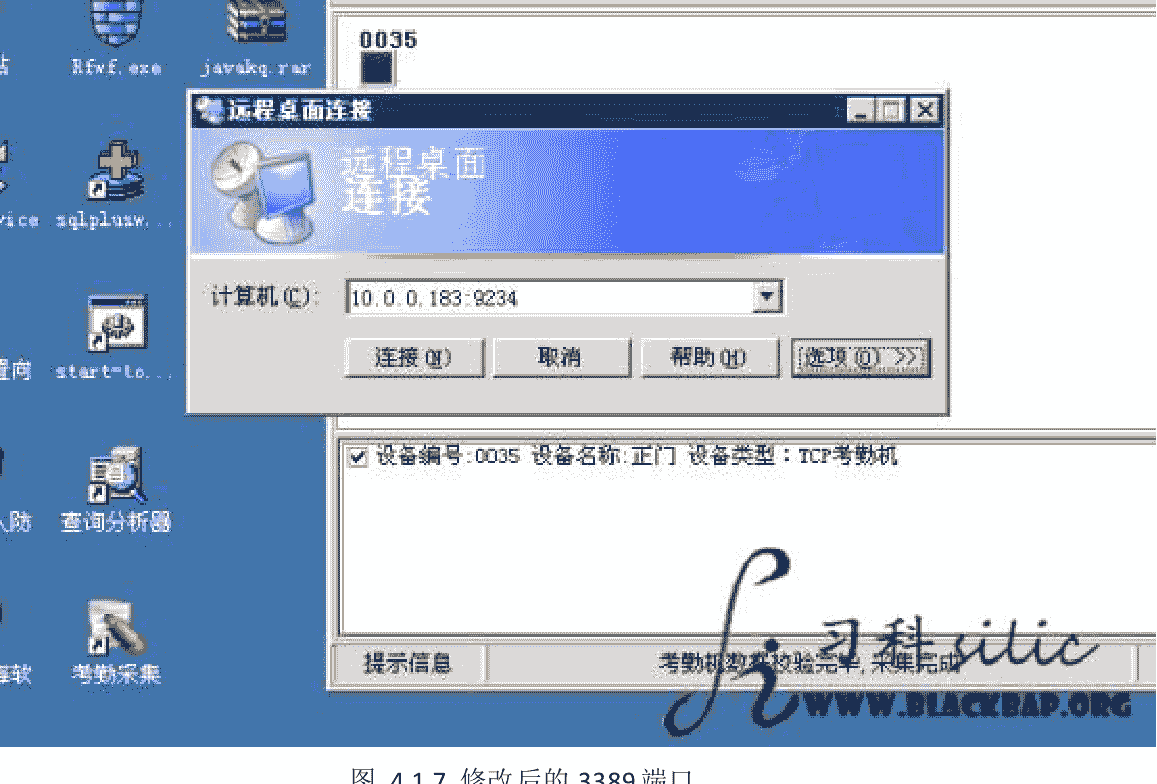 站
Rfwf.exe
javakq.rar
0035
远程桌面连接
远程桌面
连接
vice
sqlplusw...
计算机(C):
10.0.0.183:9234
连接(N)
取消
帮助(H)
选项(O) >>
置向
start-to...
设备编号:0035 设备名称:正门 设备类型：TCP考勤机
人防
查询分析器
软
考勤采集
提示信息
考勤机数据校验完毕,采集完成
习科silic
WWW.BLACKBAP.ORG
图 4.1.7 修改后的 3389 端口